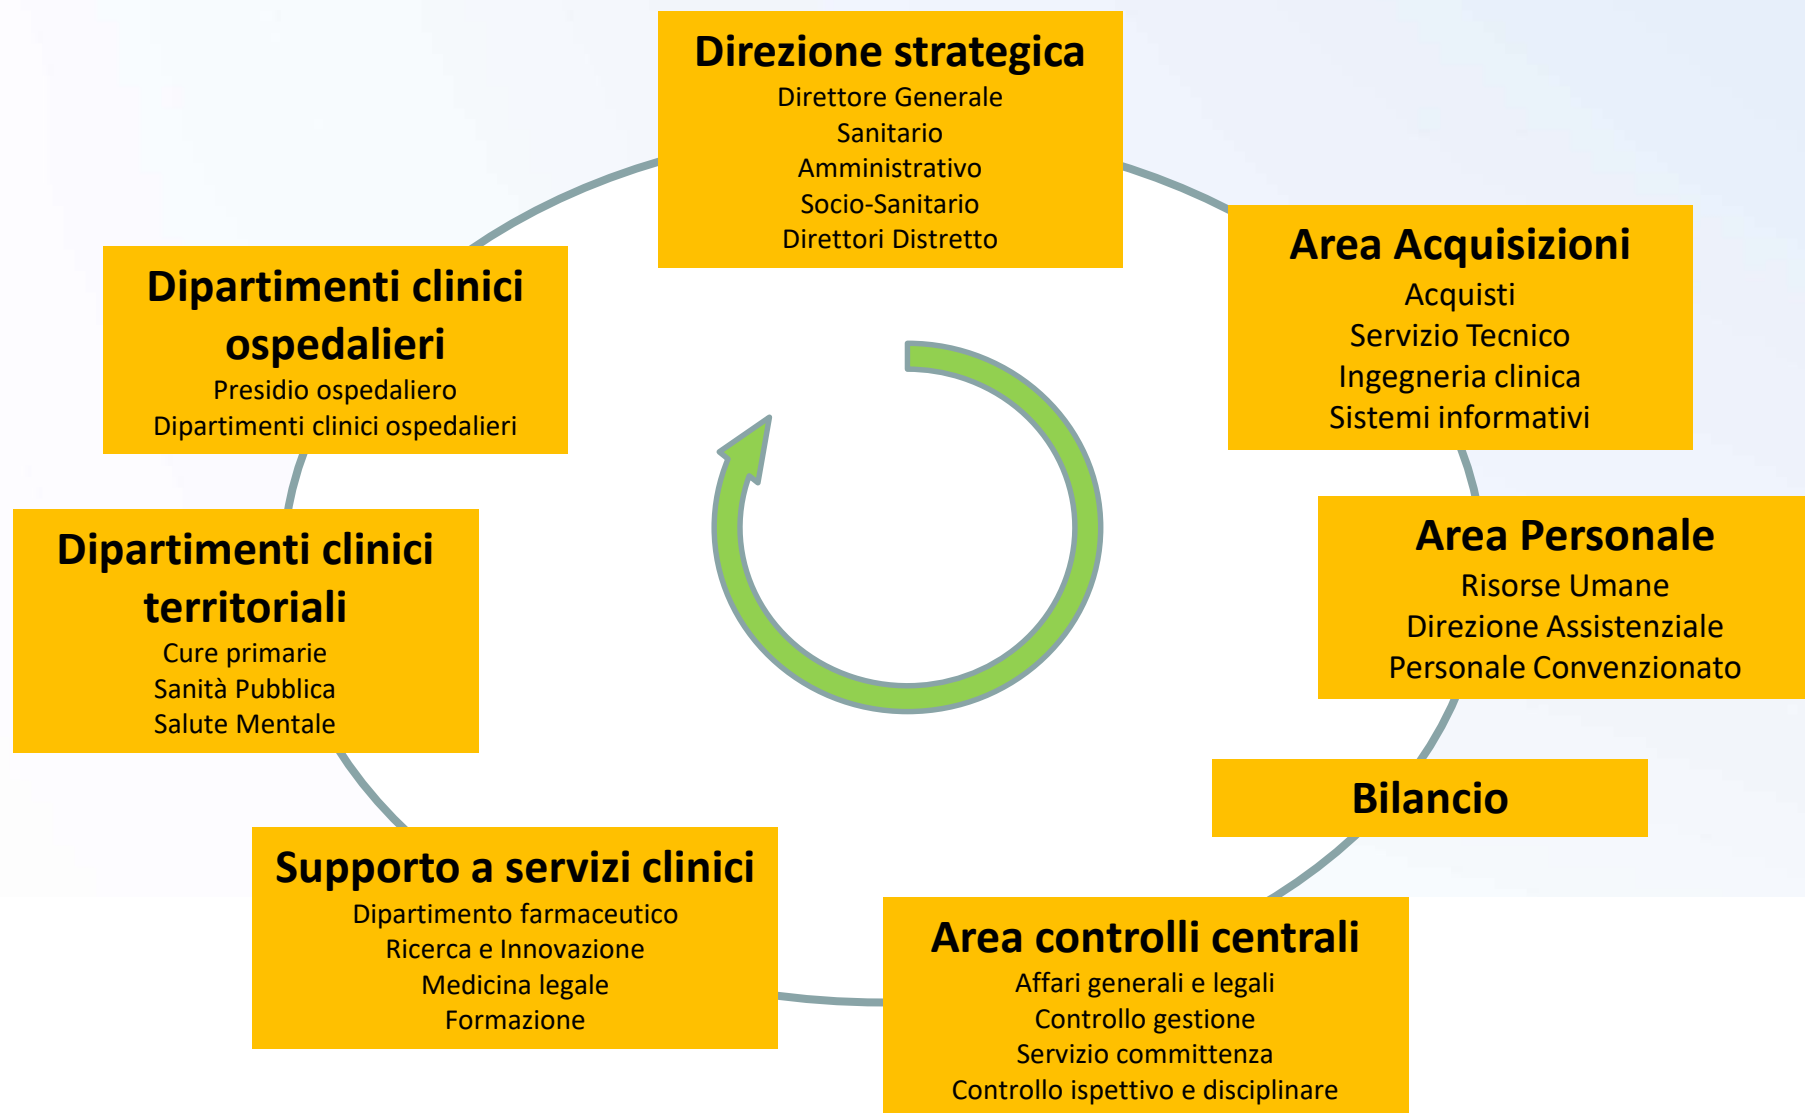 Direzione strategica
Direttore Generale
Sanitario
Amministrativo
Socio-Sanitario
Direttori Distretto
Area Acquisizioni
Acquisti
Servizio Tecnico
Ingegneria clinica
Sistemi informativi
Area Personale
Risorse Umane
Direzione Assistenziale
Personale Convenzionato
Bilancio
Area controlli centrali
Affari generali e legali
Controllo gestione
Servizio committenza
Controllo ispettivo e disciplinare
Supporto a servizi clinici
Dipartimento farmaceutico
Ricerca e Innovazione
Medicina legale
Formazione
Dipartimenti clinici
territoriali
Cure primarie
Sanità Pubblica
Salute Mentale
Dipartimenti clinici
ospedalieri
Presidio ospedaliero
Dipartimenti clinici ospedalieri